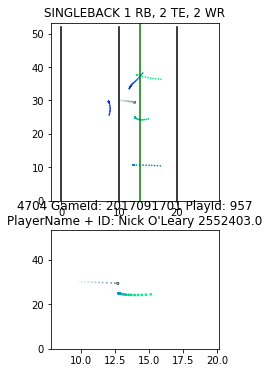 SINGLEBACK 1 RB, 2 TE, 2 WR
50
40
30
20
10
0
0 10 20
4704 GameId: 2017091701 PlayId: 957
PlayerName + ID: Nick O'Leary 2552403.0
40
20
0
10.0 12.5 15.0 17.5 20.0